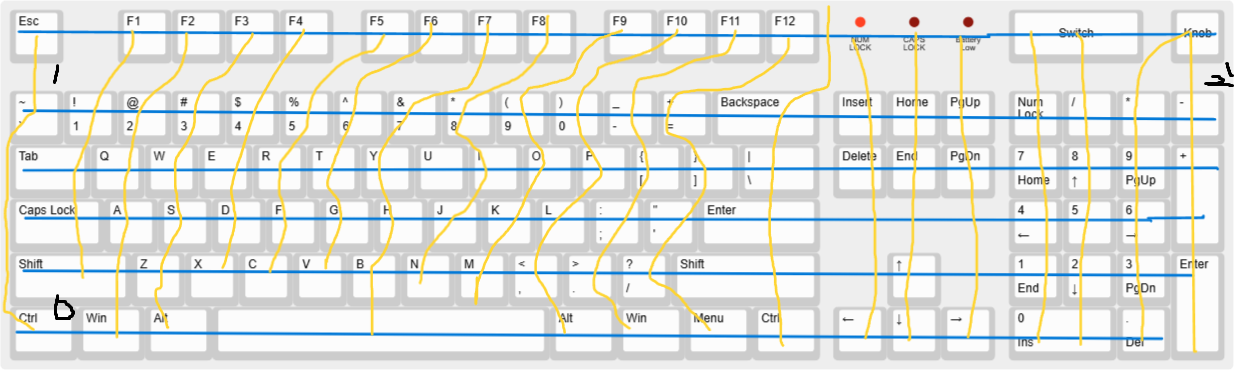 Esc F1 F2 F3 F4 F5 F6 F7 F8 F9 F10 F11 F12 NUM LOCK CAPS LOCK Battery Low Switch Knob
~ ! @ # $ % ^ & * ( ) _ + Backspace Insert Home PgUp Num Lock / * -
` 1 2 3 4 5 6 7 8 9 0 - =
Tab Q W E R T Y U I O P { } | Delete End PgDn 7 8 9 +
[ ] \ Home ↑ PgUp
Caps Lock A S D F G H J K L : " Enter 4 5 6
; ' ← →
Shift Z X C V B N M < > ? Shift ↑ 1 2 3 Enter
, . / End ↓ PgDn
Ctrl Win Alt Alt Win Menu Ctrl ← ↓ → 0 .
Ins Del